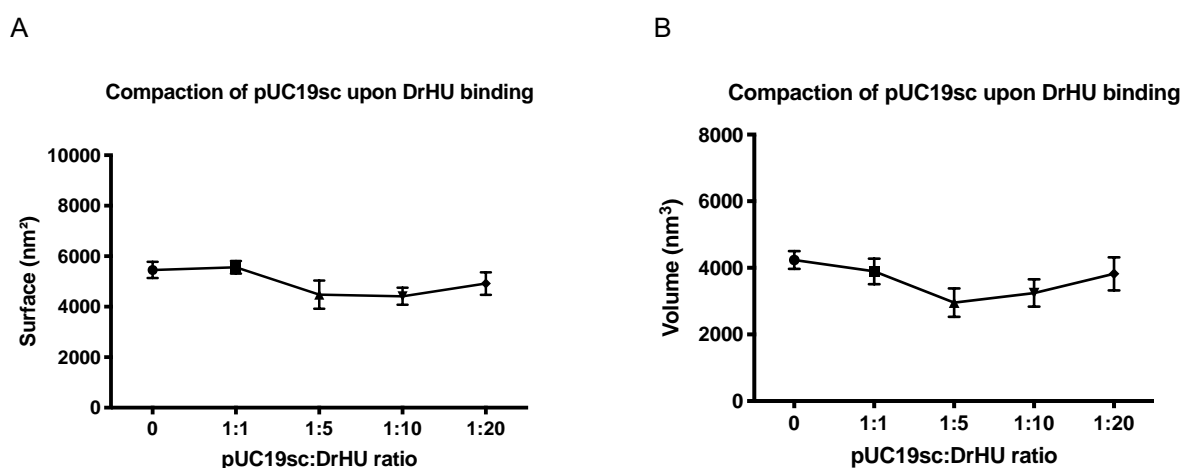 A
Compaction of pUC19sc upon DrHU binding
10000
8000
6000
4000
2000
0
Surface (nm²)
0 1:1 1:5 1:10 1:20
pUC19sc:DrHU ratio
B
Compaction of pUC19sc upon DrHU binding
8000
6000
4000
2000
0
Volume (nm³)
0 1:1 1:5 1:10 1:20
pUC19sc:DrHU ratio